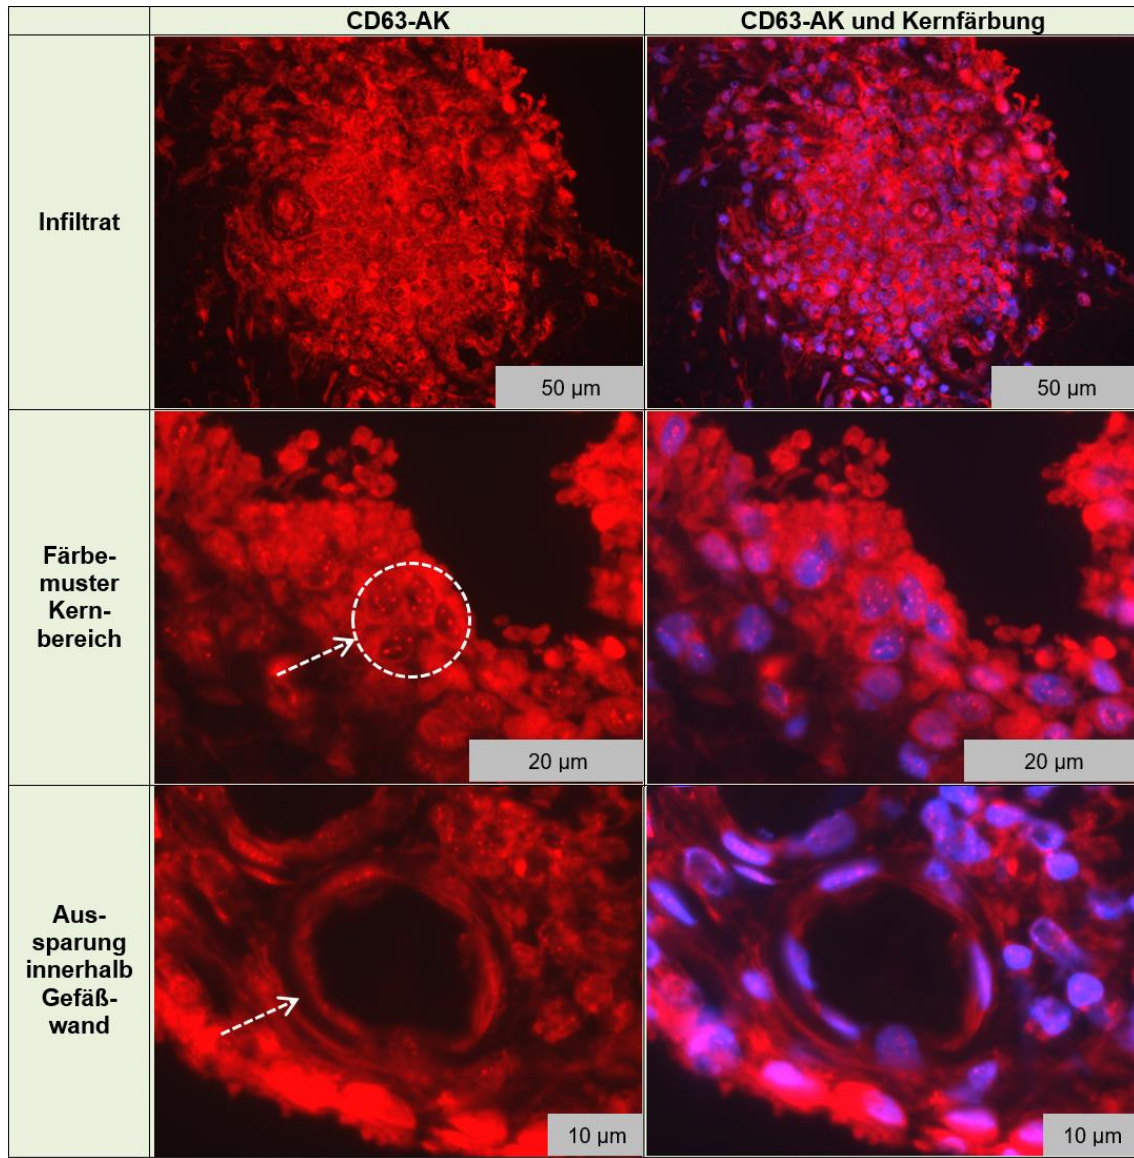 CD63-AK
CD63-AK und Kernfärbung
Infiltrat
50 µm
50 µm
Färbe-
muster
Kern-
bereich
20 µm
20 µm
Aus-
sparung
innerhalb
Gefäß-
wand
10 µm
10 µm